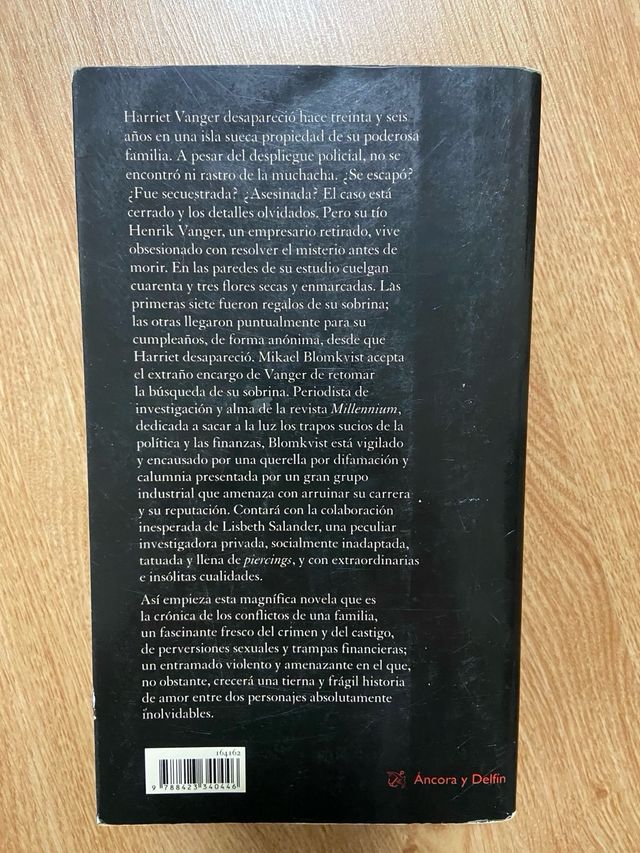 Harriet Vanger desapareció hace treinta y seis
años en una isla sueca propiedad de su poderosa
familia. A pesar del despliegue policial, no se
encontró ni rastro de la muchacha. ¿Se escapó?
¿Fue secuestrada? ¿Asesinada? El caso está
cerrado y los detalles olvidados. Pero su tío
Henrik Vanger, un empresario retirado, vive
obsesionado con resolver el misterio antes de
morir. En las paredes de su estudio cuelgan
cuarenta y tres flores secas y enmarcadas. Las
primeras siete fueron regalos de su sobrina;
las otras llegaron puntualmente para su
cumpleaños, de forma anónima, desde que
Harriet desapareció. Mikael Blomkvist acepta
el extraño encargo de Vanger de retomar
la búsqueda de su sobrina. Periodista de
investigación y alma de la revista Millennium,
dedicada a sacar a la luz los trapos sucios de la
política y las finanzas, Blomkvist está vigilado
y encausado por una querella por difamación y
calumnia presentada por un gran grupo
industrial que amenaza con arruinar su carrera
y su reputación. Contará con la colaboración
inesperada de Lisbeth Salander, una peculiar
investigadora privada, socialmente inadaptada,
tatuada y llena de piercings, y con extraordinarias
e insólitas cualidades.
Así empieza esta magnífica novela que es
la crónica de los conflictos de una familia,
un fascinante fresco del crimen y del castigo,
de perversiones sexuales y trampas financieras;
un entramado violento y amenazante en el que,
no obstante, crecerá una tierna y frágil historia
de amor entre dos personajes absolutamente
inolvidables.
164162
9 788423 340446
Áncora y Delfín